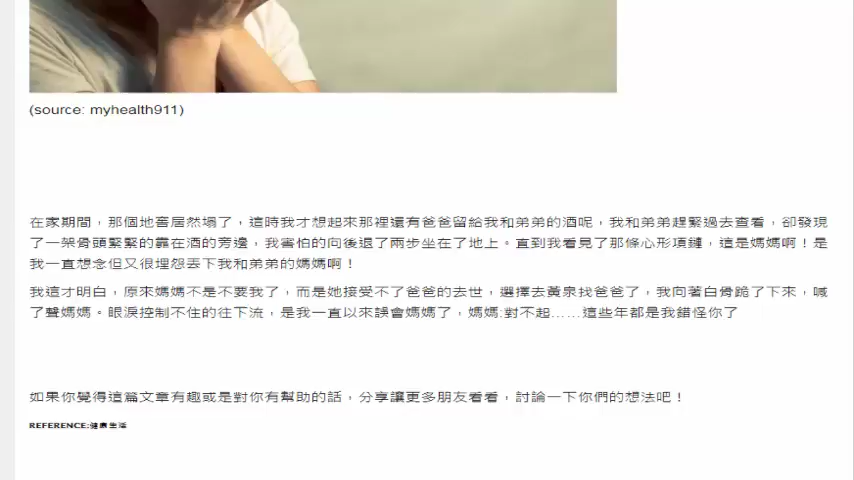 (source: myhealth911)
在家期間，那個地窖居然塌了，這時我才想起來那裡還有爸爸留給我和弟弟的酒呢，我和弟弟趕緊過去查看，卻發現
了一架骨頭緊緊的靠在酒的旁邊，我害怕的向後退了兩步坐在了地上。直到我看見了那條心形項鏈，這是媽媽啊！是
我一直想念但又很埋怨丟下我和弟弟的媽媽啊！
我這才明白，原來媽媽不是不要我了，而是她接受不了爸爸的去世，選擇去黃泉找爸爸了，我向著白骨跪了下來，喊
了聲媽媽。眼淚控制不住的往下流，是我一直以來誤會媽媽了，媽媽:對不起……這些年都是我錯怪你了
如果你覺得這篇文章有趣或是對你有幫助的話，分享讓更多朋友看看，討論一下你們的想法吧！
REFERENCE:健康生活